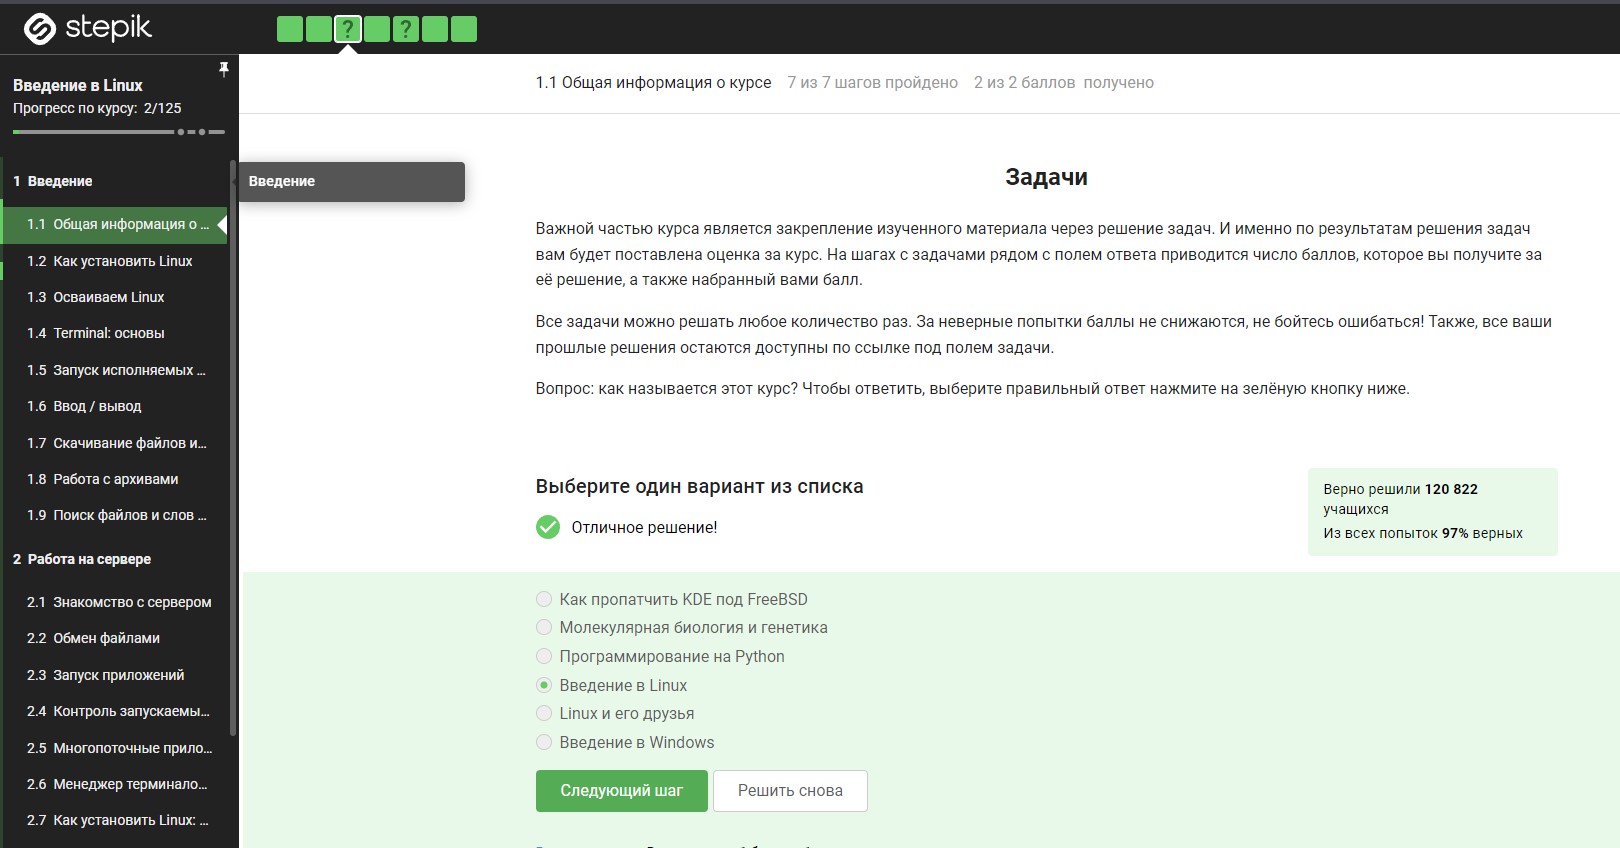 stepik
?
?
Введение в Linux
Прогресс по курсу: 2/125
1 Введение
1.1 Общая информация о ...
1.2 Как установить Linux
1.3 Осваиваем Linux
1.4 Terminal: основы
1.5 Запуск исполняемых ...
1.6 Ввод / вывод
1.7 Скачивание файлов и...
1.8 Работа с архивами
1.9 Поиск файлов и слов ...
2 Работа на сервере
2.1 Знакомство с сервером
2.2 Обмен файлами
2.3 Запуск приложений
2.4 Контроль запускаемы...
2.5 Многопоточные прило...
2.6 Менеджер терминало...
2.7 Как установить Linux: ...
Введение
1.1 Общая информация о курсе 7 из 7 шагов пройдено 2 из 2 баллов получено
Задачи
Важной частью курса является закрепление изученного материала через решение задач. И именно по результатам решения задач
вам будет поставлена оценка за курс. На шагах с задачами рядом с полем ответа приводится число баллов, которое вы получите за
её решение, а также набранный вами балл.
Все задачи можно решать любое количество раз. За неверные попытки баллы не снижаются, не бойтесь ошибаться! Также, все ваши
прошлые решения остаются доступны по ссылке под полем задачи.
Вопрос: как называется этот курс? Чтобы ответить, выберите правильный ответ нажмите на зелёную кнопку ниже.
Выберите один вариант из списка
Отличное решение!
Верно решили 120 822
учащихся
Из всех попыток 97% верных
Как пропатчить KDE под FreeBSD
Молекулярная биология и генетика
Программирование на Python
Введение в Linux
Linux и его друзья
Введение в Windows
Следующий шаг
Решить снова